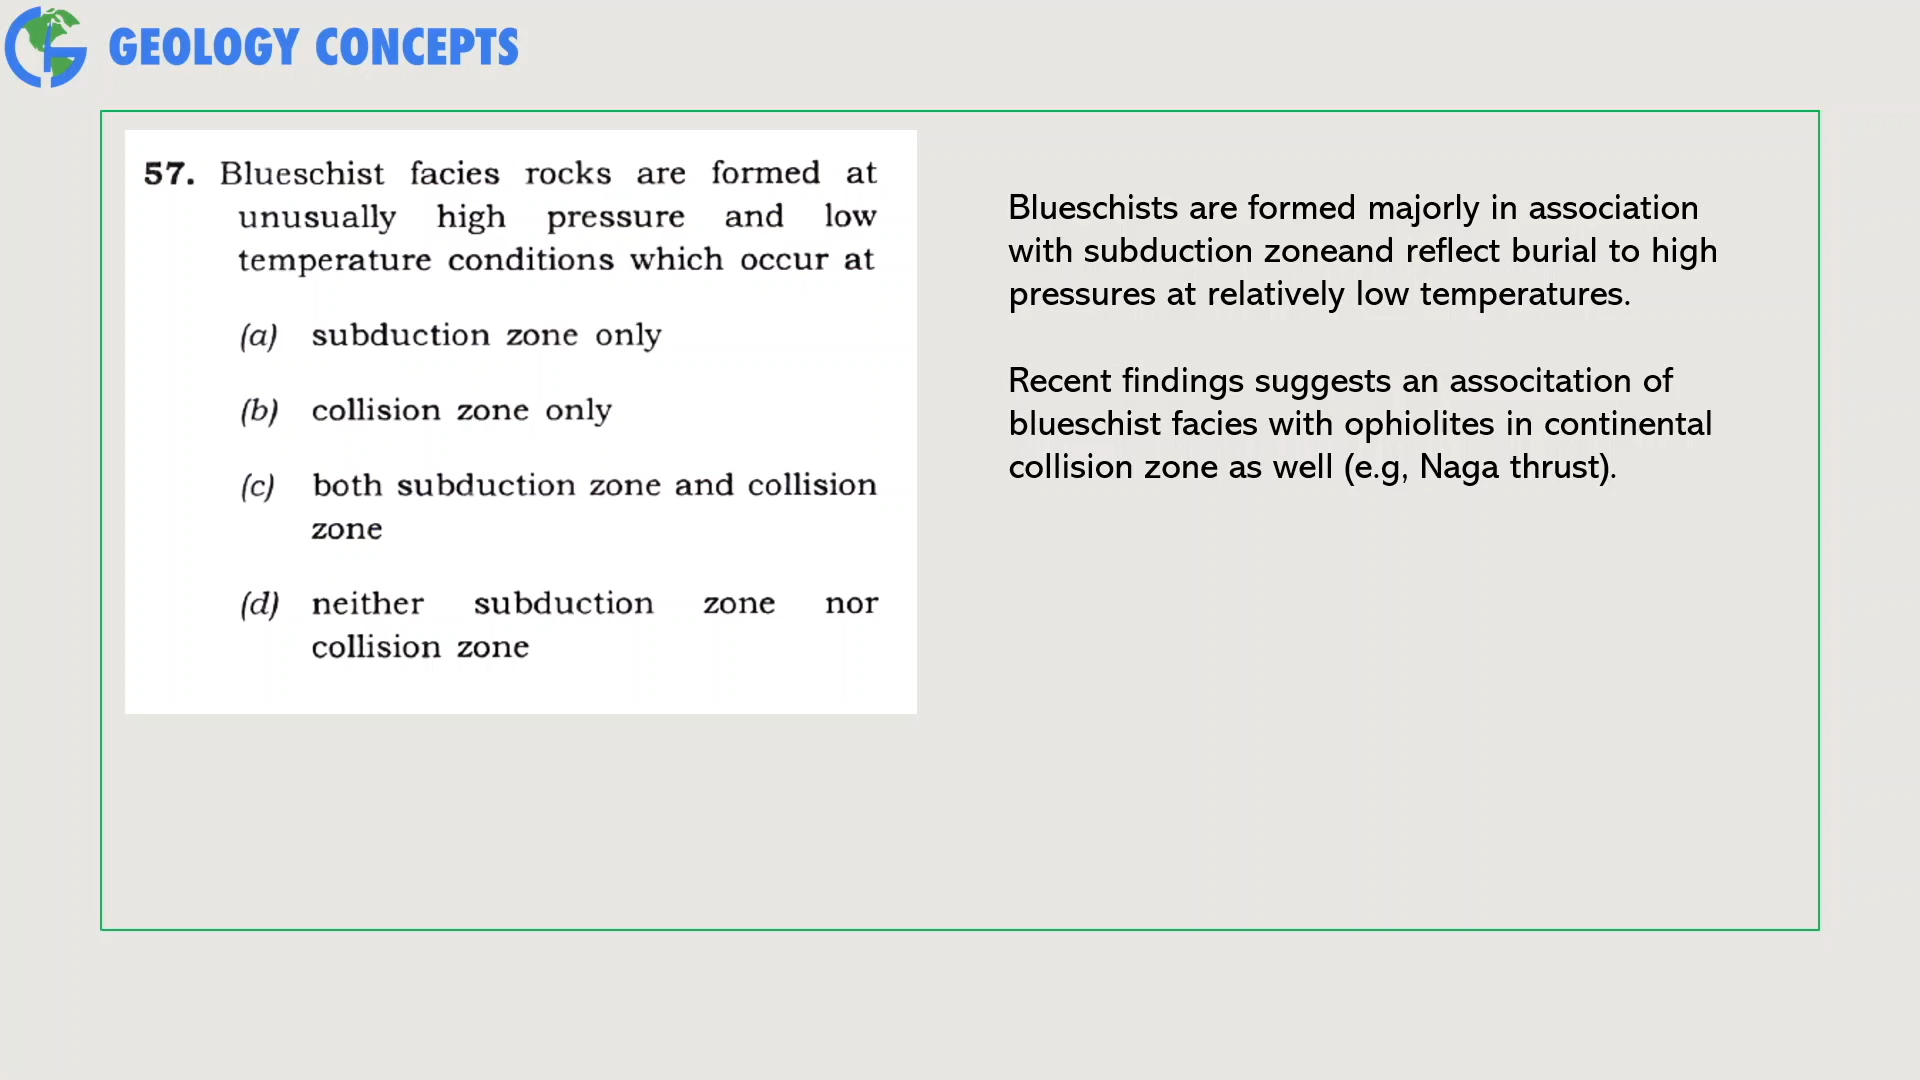 GEOLOGY CONCEPTS
57. Blueschist facies rocks are formed at
unusually high pressure and low
temperature conditions which occur at
(a) subduction zone only
(b) collision zone only
(c) both subduction zone and collision
zone
(d) neither subduction zone nor
collision zone
Blueschists are formed majorly in association
with subduction zoneand reflect burial to high
pressures at relatively low temperatures.
Recent findings suggests an associtation of
blueschist facies with ophiolites in continental
collision zone as well (e.g, Naga thrust).